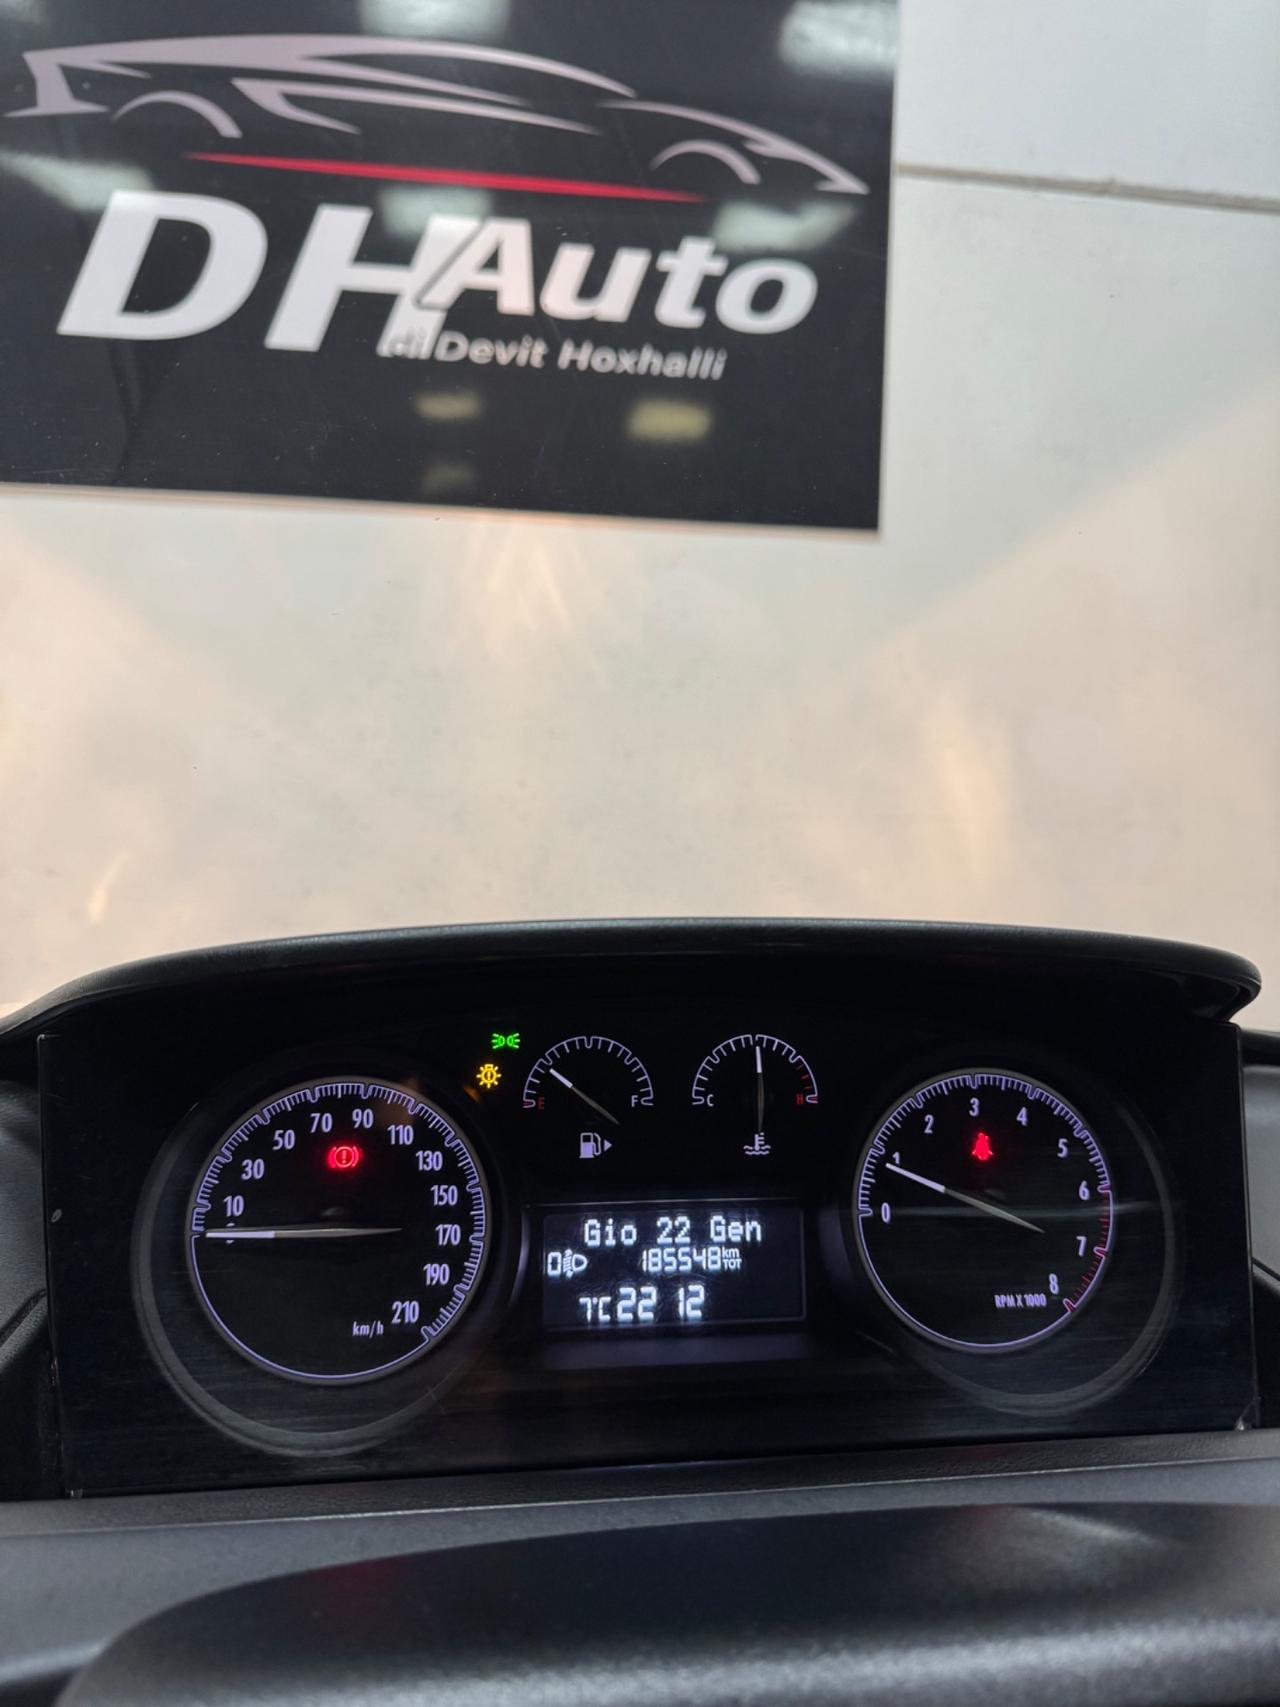 DH Auto
di Devit Hoxhalli
10 30 50 70 90 110 130 150 170 190 210
km/h
E F
C H
Gio 22 Gen
0 185548 km TOT
7°C 22 12
0 1 2 3 4 5 6 7 8
RPM X 1000